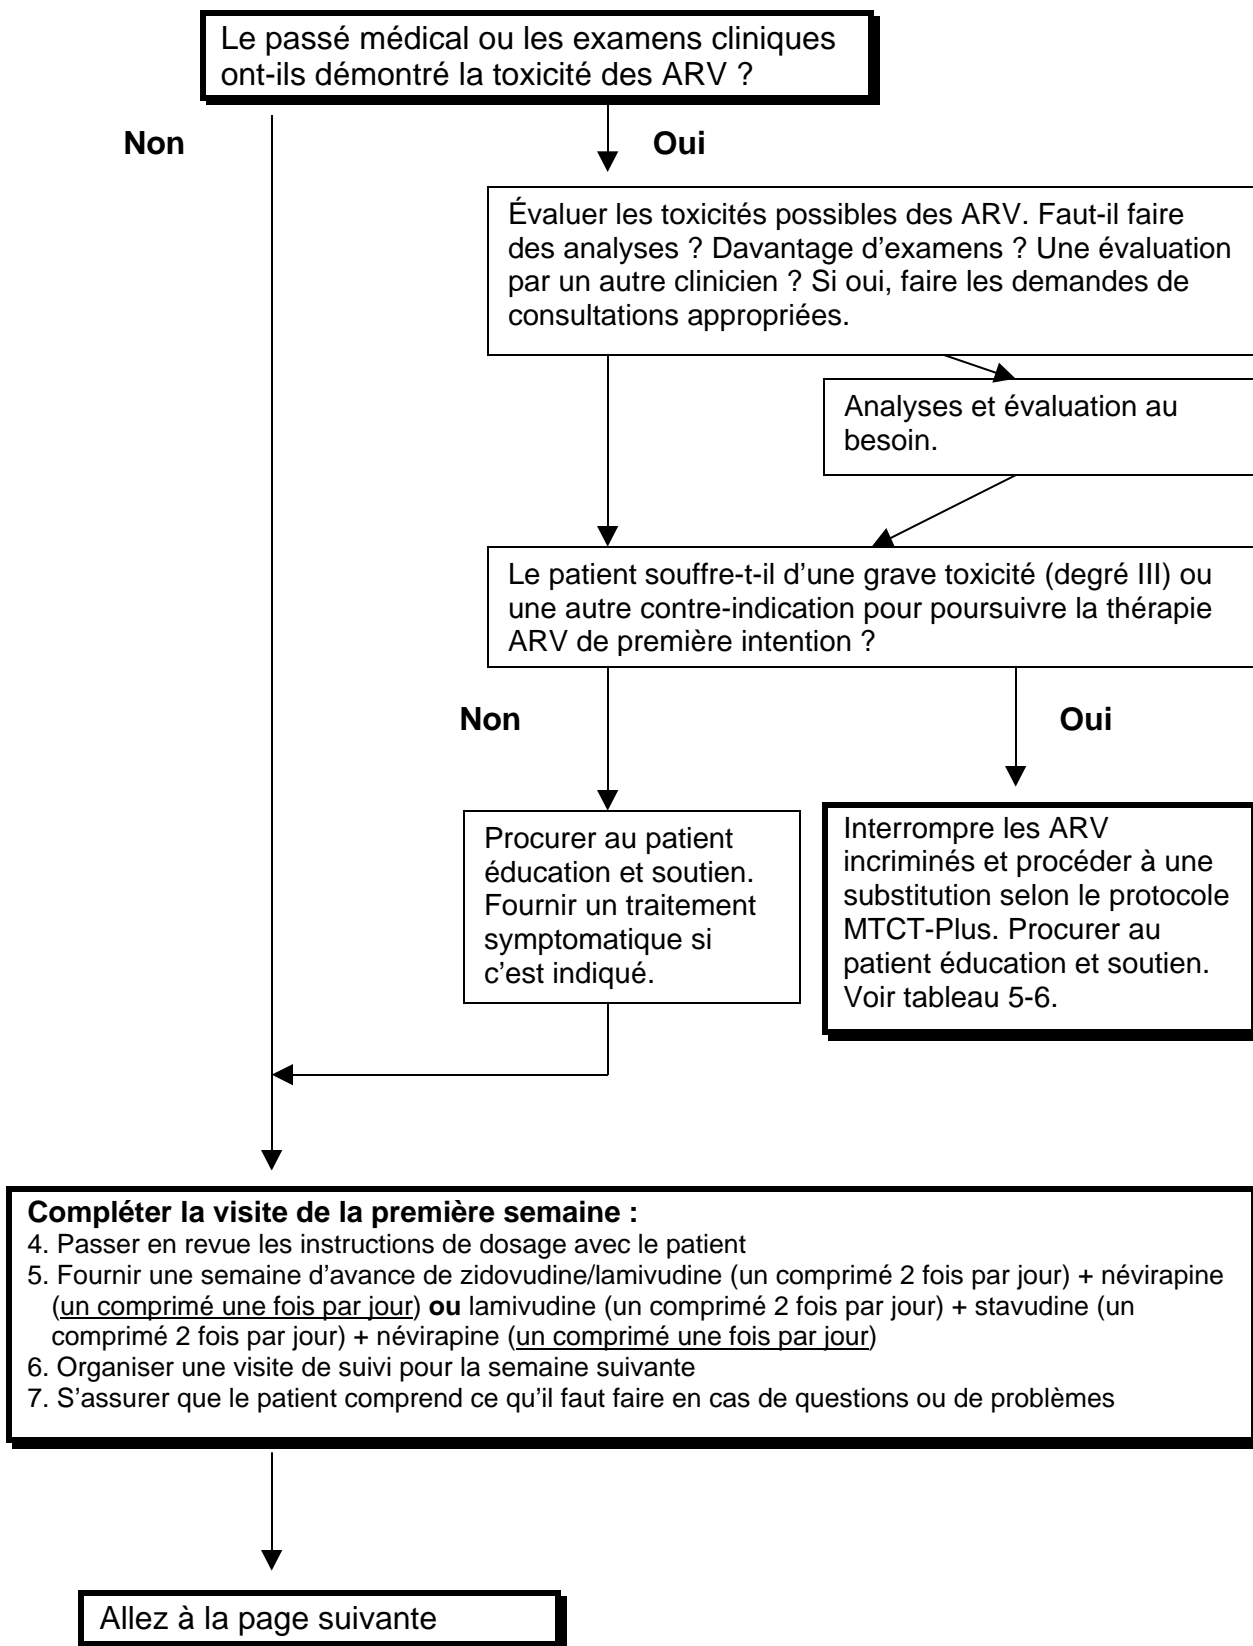 Le passé médical ou les examens cliniques
ont-ils démontré la toxicité des ARV ?
Non
Oui
Évaluer les toxicités possibles des ARV. Faut-il faire
des analyses ? Davantage d'examens ? Une évaluation
par un autre clinicien ? Si oui, faire les demandes de
consultations appropriées.
Analyses et évaluation au
besoin.
Le patient souffre-t-il d'une grave toxicité (degré III) ou
une autre contre-indication pour poursuivre la thérapie
ARV de première intention ?
Non
Oui
Procurer au patient
éducation et soutien.
Fournir un traitement
symptomatique si
c'est indiqué.
Interrompre les ARV
incriminés et procéder à une
substitution selon le protocole
MTCT-Plus. Procurer au
patient éducation et soutien.
Voir tableau 5-6.
Compléter la visite de la première semaine :
4. Passer en revue les instructions de dosage avec le patient
5. Fournir une semaine d'avance de zidovudine/lamivudine (un comprimé 2 fois par jour) + névirapine
(un comprimé une fois par jour) ou lamivudine (un comprimé 2 fois par jour) + stavudine (un
comprimé 2 fois par jour) + névirapine (un comprimé une fois par jour)
6. Organiser une visite de suivi pour la semaine suivante
7. S'assurer que le patient comprend ce qu'il faut faire en cas de questions ou de problèmes
Allez à la page suivante